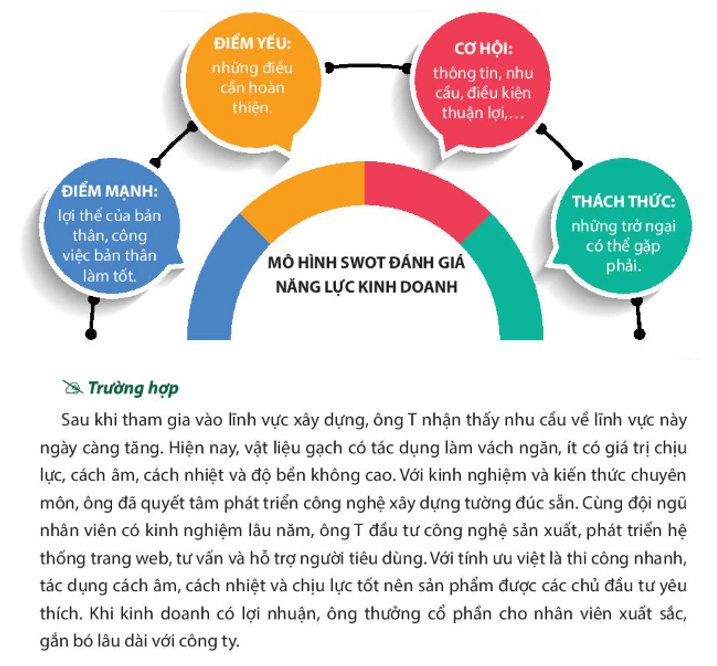 ĐIỂM YẾU:
những điều
cần hoàn
thiện.
CƠ HỘI:
thông tin, nhu
cầu, điều kiện
thuận lợi,...
ĐIỂM MẠNH:
lợi thế của bản
thân, công
việc bản thân
làm tốt.
THÁCH THỨC:
những trở ngại
có thể gặp
phải.
MÔ HÌNH SWOT ĐÁNH GIÁ
NĂNG LỰC KINH DOANH
Trường hợp
Sau khi tham gia vào lĩnh vực xây dựng, ông T nhận thấy nhu cầu về lĩnh vực này
ngày càng tăng. Hiện nay, vật liệu gạch có tác dụng làm vách ngăn, ít có giá trị chịu
lực, cách âm, cách nhiệt và độ bền không cao. Với kinh nghiệm và kiến thức chuyên
môn, ông đã quyết tâm phát triển công nghệ xây dựng tường đúc sẵn. Cùng đội ngũ
nhân viên có kinh nghiệm lâu năm, ông T đầu tư công nghệ sản xuất, phát triển hệ
thống trang web, tư vấn và hỗ trợ người tiêu dùng. Với tính ưu việt là thi công nhanh,
tác dụng cách âm, cách nhiệt và chịu lực tốt nên sản phẩm được các chủ đầu tư yêu
thích. Khi kinh doanh có lợi nhuận, ông thưởng cổ phần cho nhân viên xuất sắc,
gắn bó lâu dài với công ty.